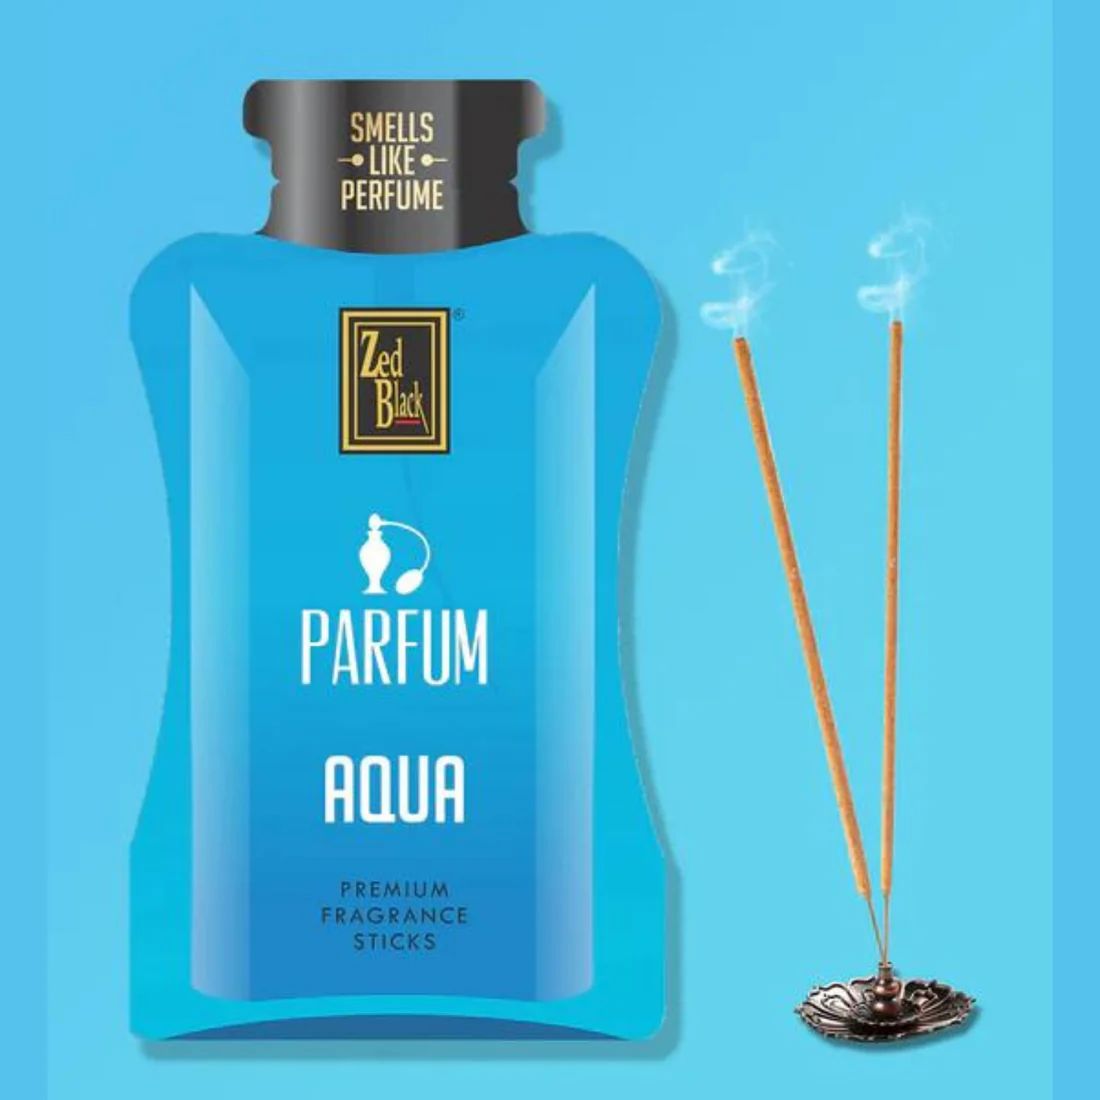 SMELLS
LIKE
PERFUME
Zed
Black
®
PARFUM
AQUA
PREMIUM
FRAGRANCE
STICKS